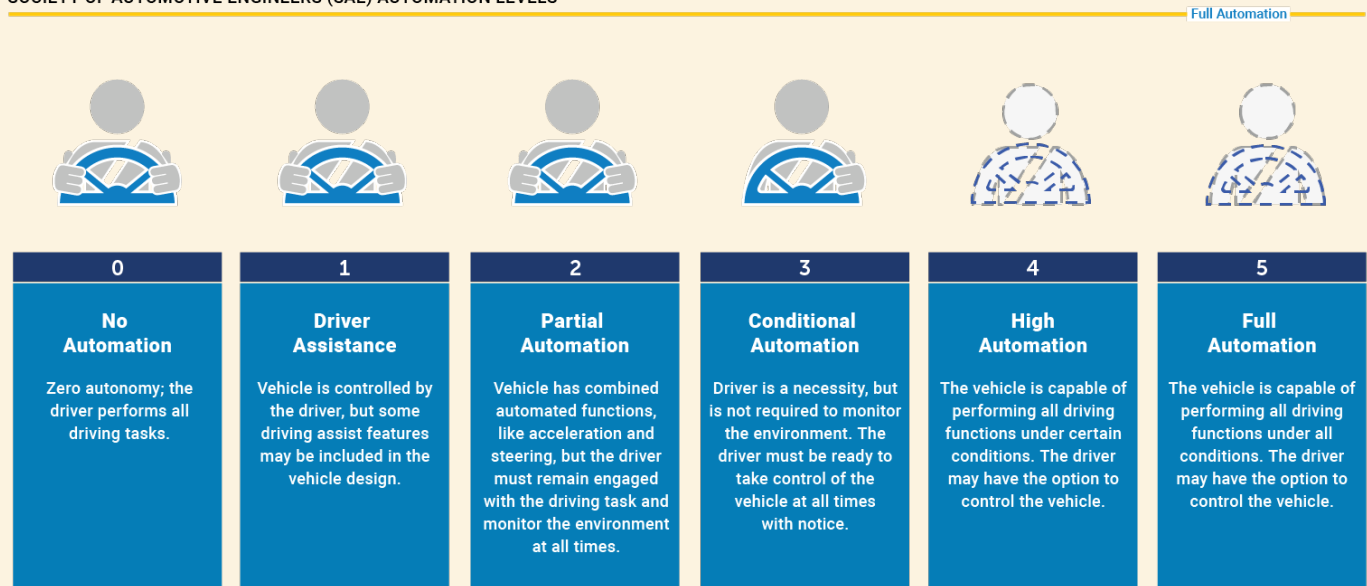 SOCIETY OF AUTOMOTIVE ENGINEERS (SAE) AUTOMATION LEVELS
Full Automation
0
No
Automation
Zero autonomy; the
driver performs all
driving tasks.
1
Driver
Assistance
Vehicle is controlled by
the driver, but some
driving assist features
may be included in the
vehicle design.
2
Partial
Automation
Vehicle has combined
automated functions,
like acceleration and
steering, but the driver
must remain engaged
with the driving task and
monitor the environment
at all times.
3
Conditional
Automation
Driver is a necessity, but
is not required to monitor
the environment. The
driver must be ready to
take control of the
vehicle at all times
with notice.
4
High
Automation
The vehicle is capable of
performing all driving
functions under certain
conditions. The driver
may have the option to
control the vehicle.
5
Full
Automation
The vehicle is capable of
performing all driving
functions under all
conditions. The driver
may have the option to
control the vehicle.